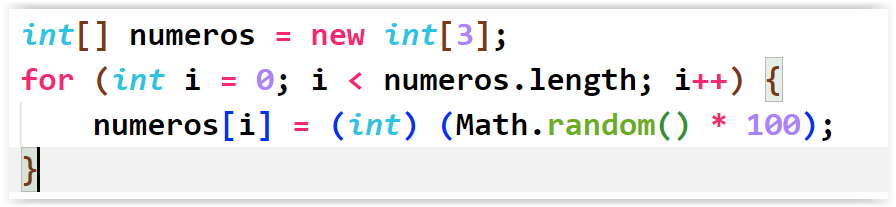 int[] numeros = new int[3];
for (int i = 0; i < numeros.length; i++) {
    numeros[i] = (int) (Math.random() * 100);
}